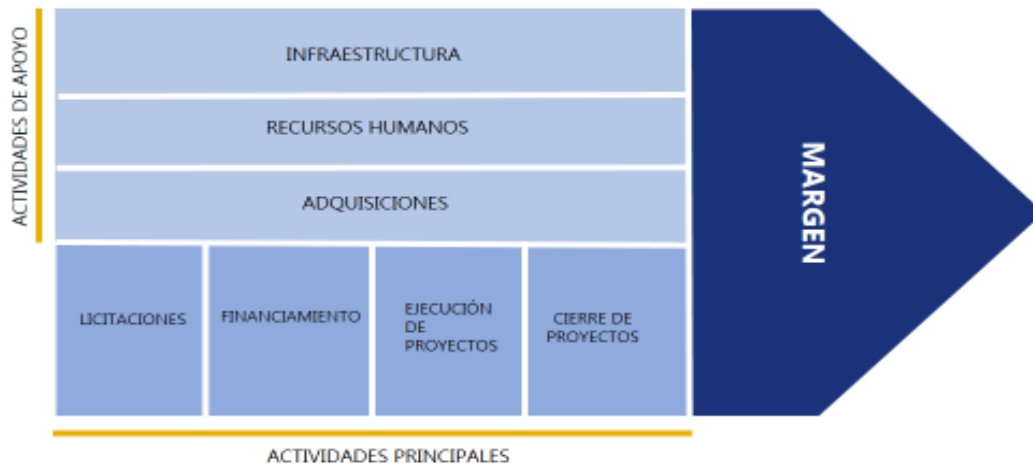 ACTIVIDADES DE APOYO
INFRAESTRUCTURA
RECURSOS HUMANOS
ADQUISICIONES
LICITACIONES
FINANCIAMIENTO
EJECUCIÓN
DE
PROYECTOS
CIERRE DE
PROYECTOS
MARGEN
ACTIVIDADES PRINCIPALES